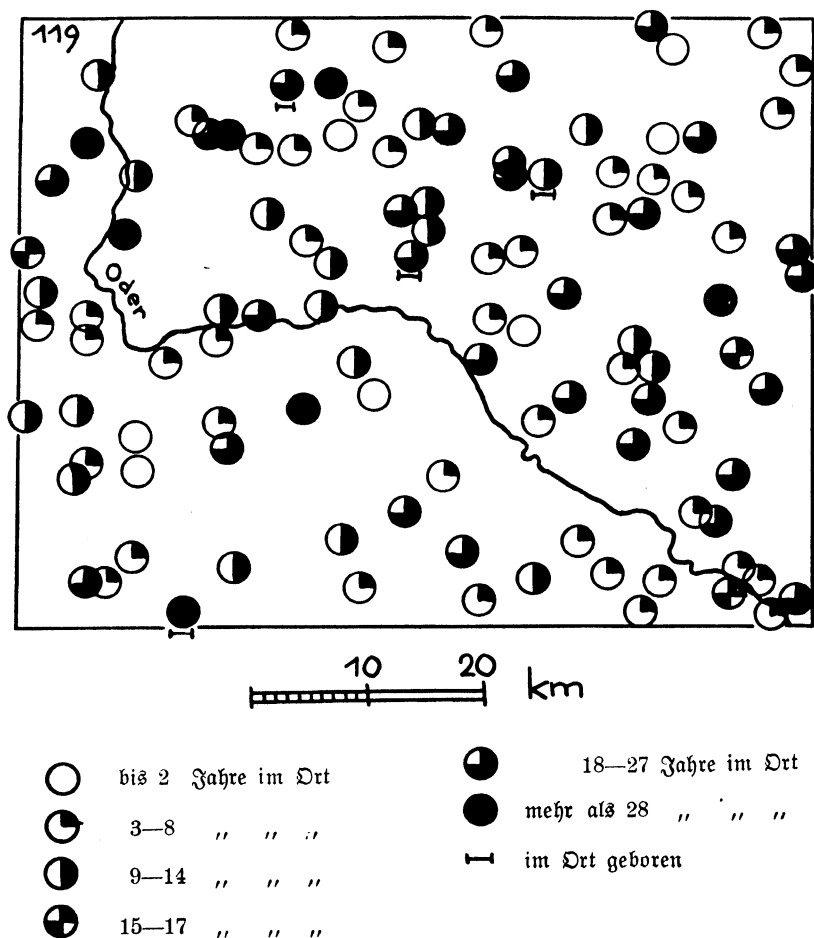 119
Oder
10 20 km
bis 2 Jahre im Ort
3—8 „ „ „
9—14 „ „ „
15—17 „ „ „
18—27 Jahre im Ort
mehr als 28 „ „ „
im Ort geboren